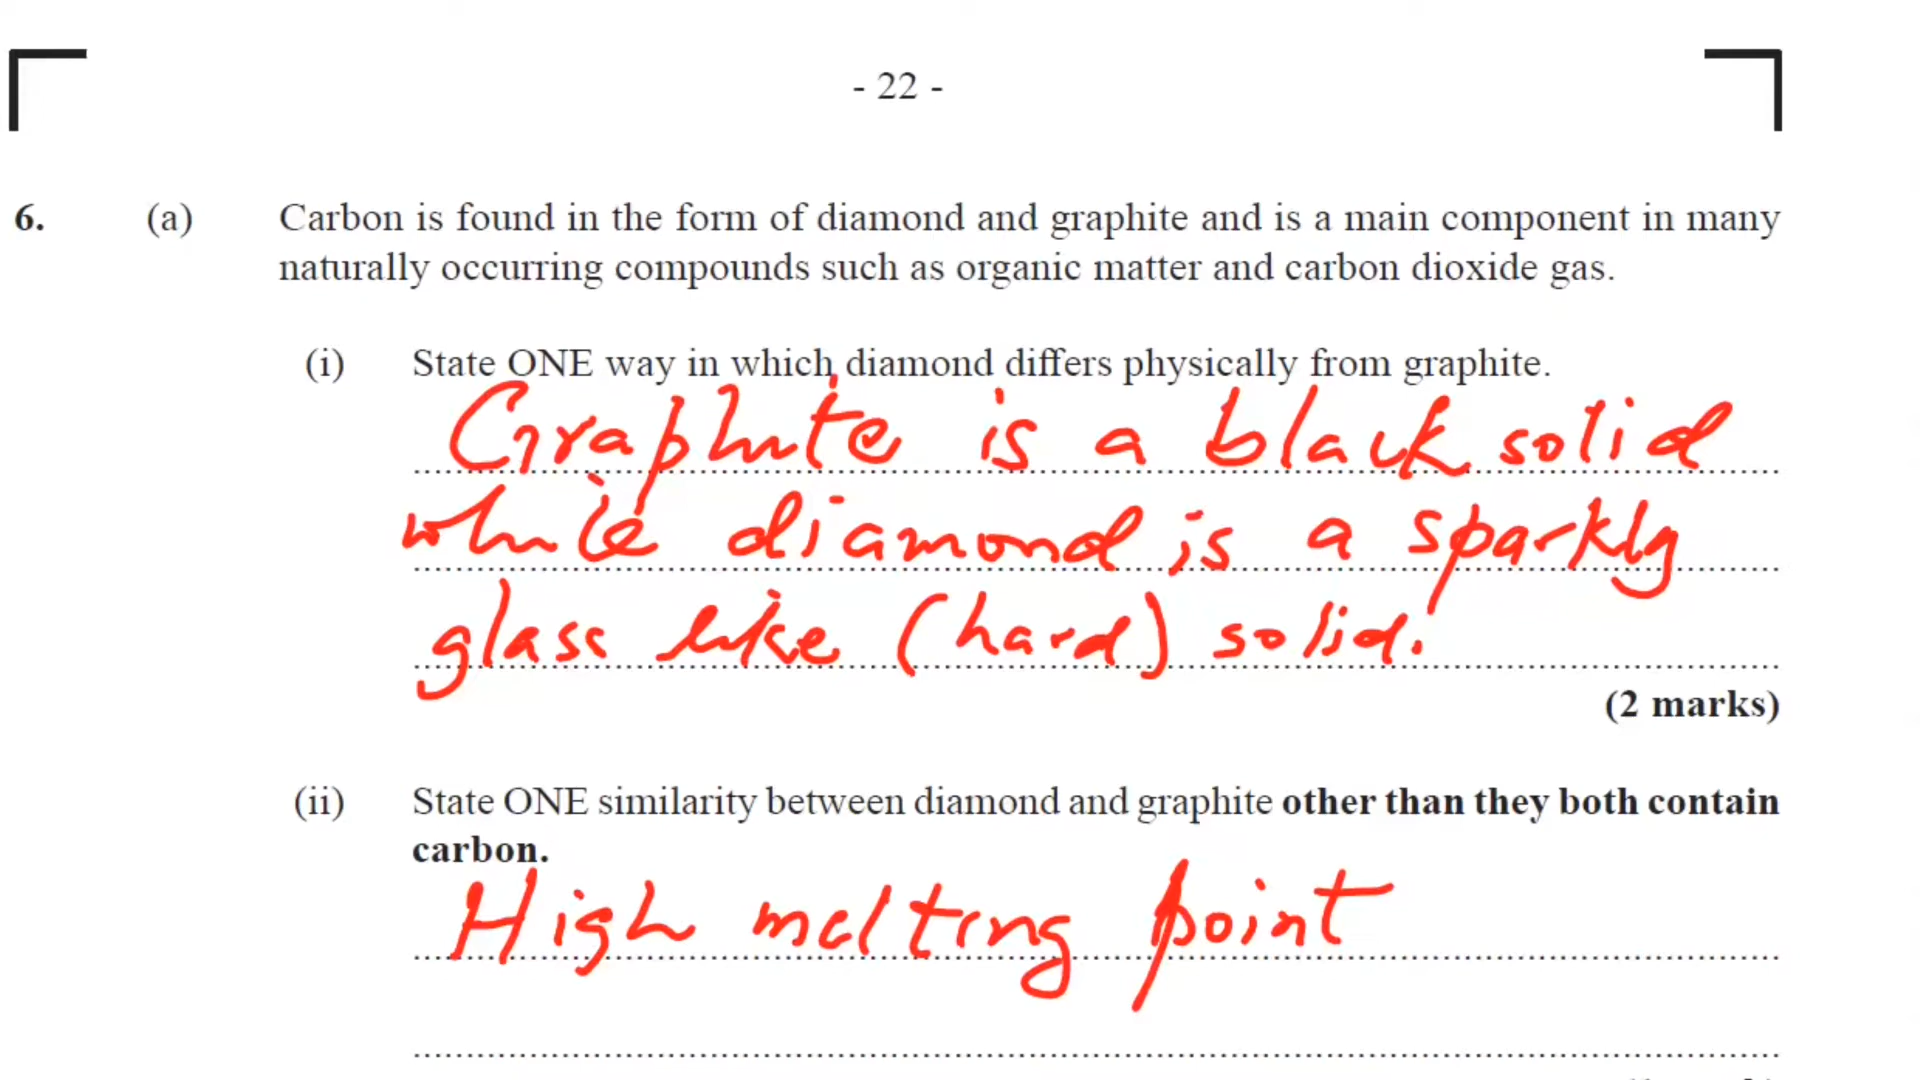 - 22 -
6. (a) Carbon is found in the form of diamond and graphite and is a main component in many
naturally occurring compounds such as organic matter and carbon dioxide gas.
(i) State ONE way in which diamond differs physically from graphite.
Graphite is a black solid
while diamond is a sparkly
glass like (hard) solid.
(2 marks)
(ii) State ONE similarity between diamond and graphite other than they both contain
carbon.
High melting point